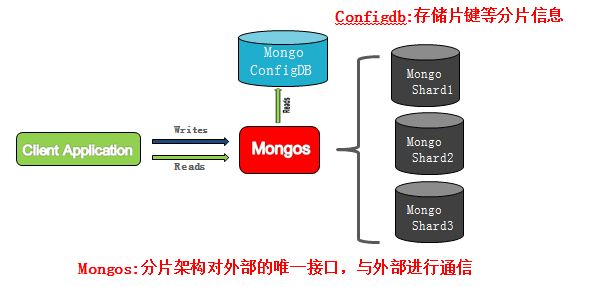 Configdb:存储片键等分片信息
Mongo
ConfigDB
Reads
Mongo
Shard1
Writes
Client Application
Mongos
Reads
Mongo
Shard2
Mongo
Shard3
Mongos:分片架构对外部的唯一接口，与外部进行通信